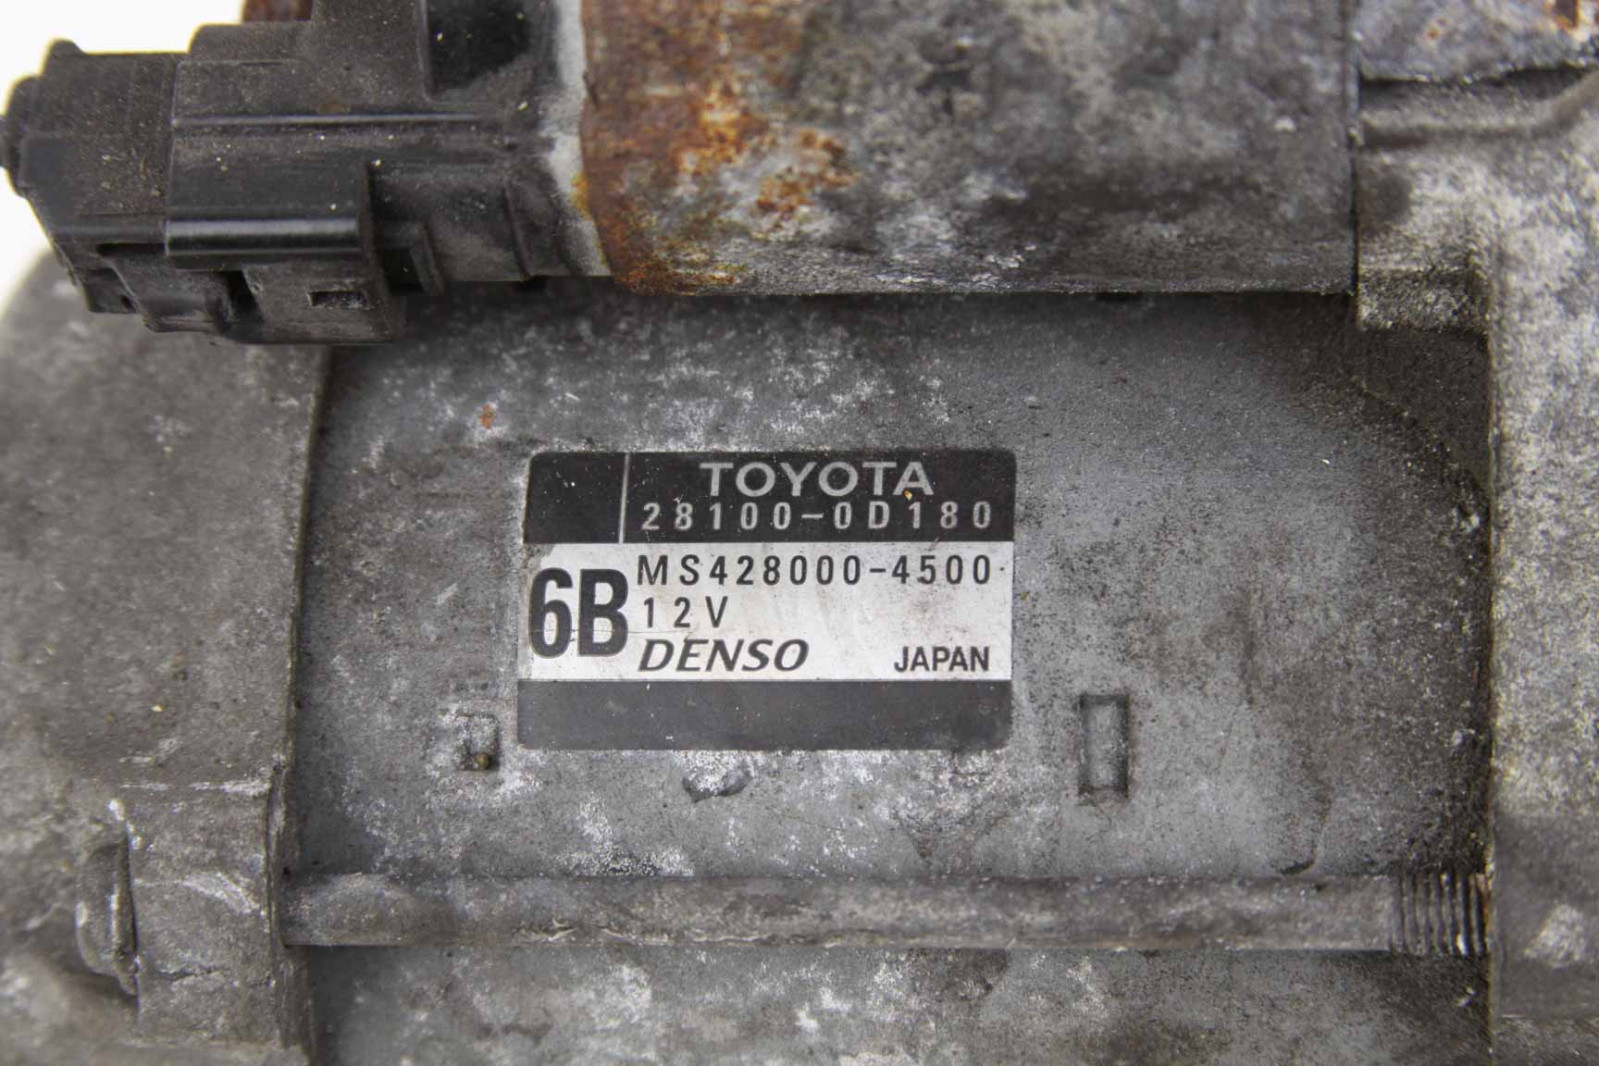 TOYOTA
28100-0D180
6B
MS428000-4500
12V
DENSO JAPAN